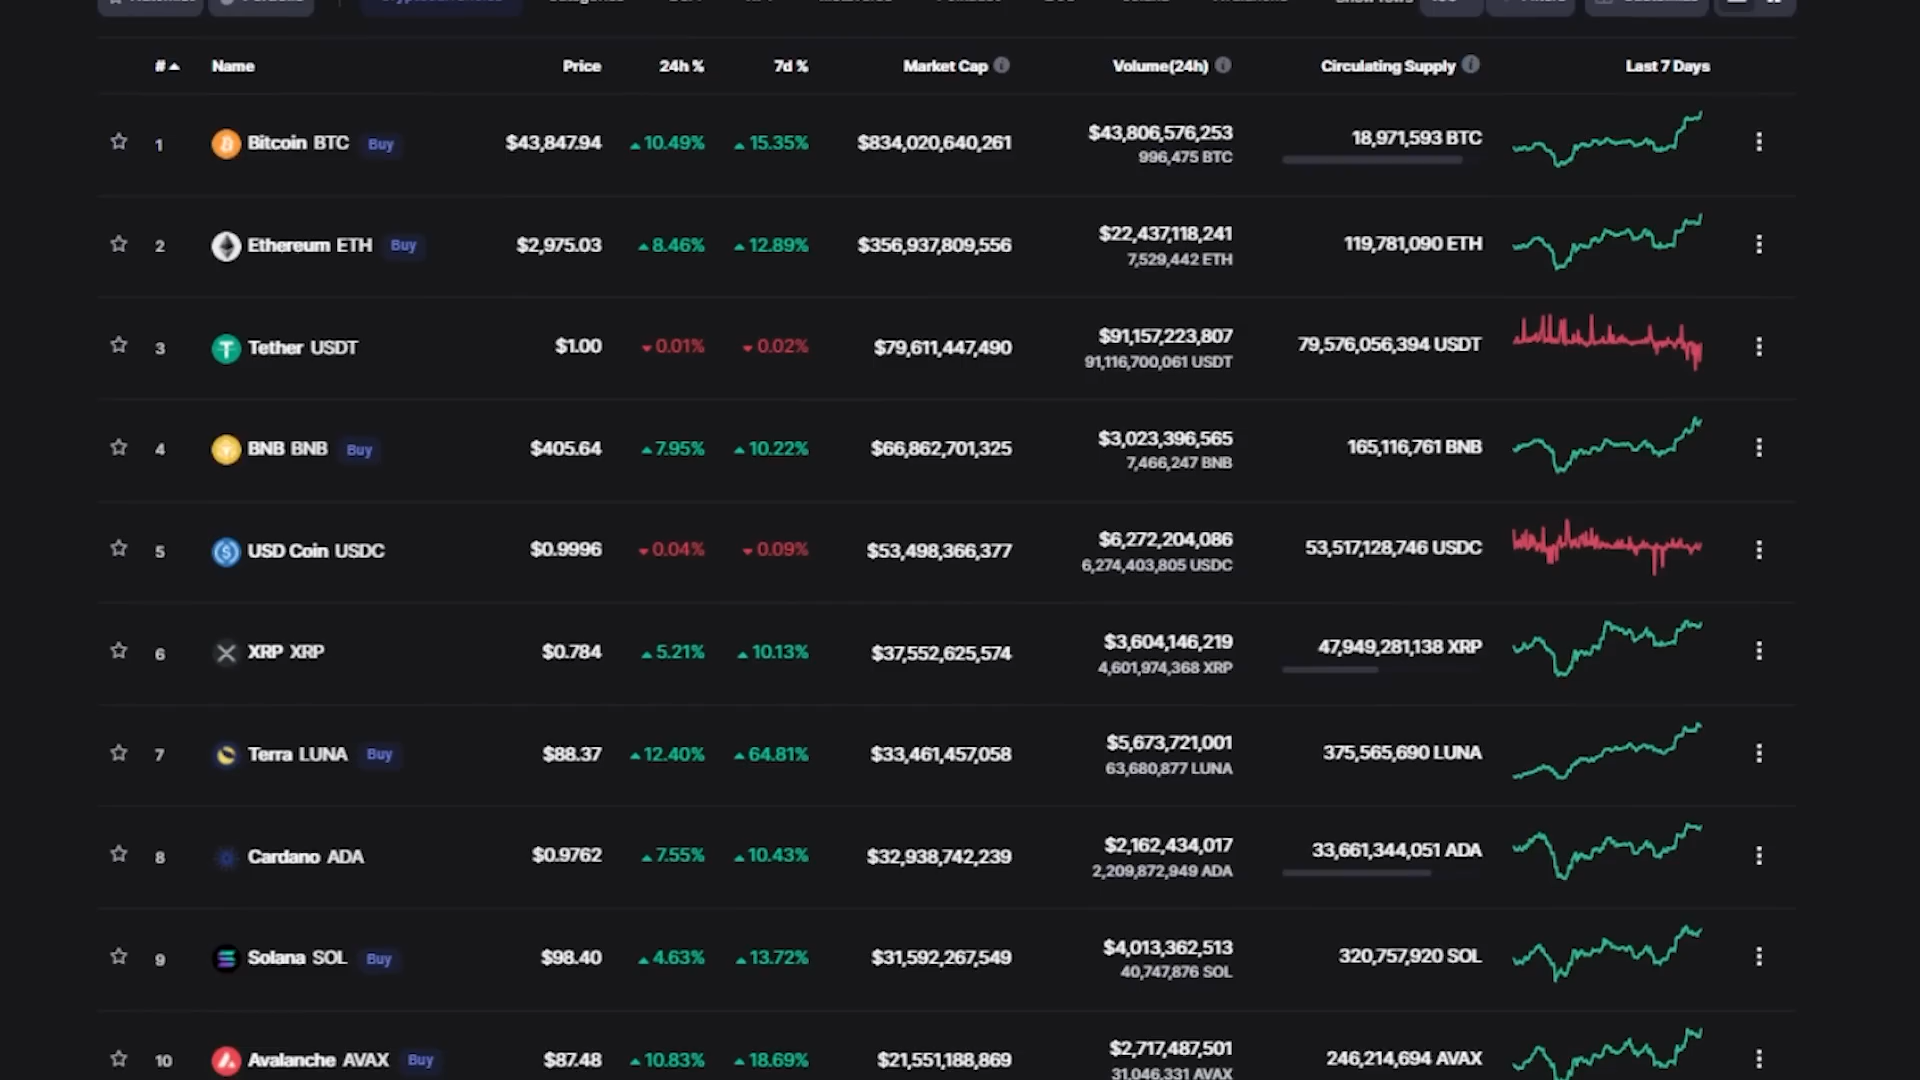 # Name Price 24h % 7d % Market Cap Volume(24h) Circulating Supply Last 7 Days
1 Bitcoin BTC Buy $43,847.94 10.49% 15.35% $834,020,640,261 $43,806,576,253 18,971,593 BTC
996,475 BTC
2 Ethereum ETH Buy $2,975.03 8.46% 12.89% $356,937,809,556 $22,437,118,241 119,781,090 ETH
7,529,442 ETH
3 Tether USDT $1.00 0.01% 0.02% $79,611,447,490 $91,157,223,807 79,576,056,394 USDT
91,116,700,061 USDT
4 BNB BNB Buy $405.64 7.95% 10.22% $66,862,701,325 $3,023,396,565 165,116,761 BNB
7,466,247 BNB
5 USD Coin USDC $0.9996 0.04% 0.09% $53,498,366,377 $6,272,204,086 53,517,128,746 USDC
6,274,403,805 USDC
6 XRP XRP $0.784 5.21% 10.13% $37,552,625,574 $3,604,146,219 47,949,281,138 XRP
4,601,974,368 XRP
7 Terra LUNA Buy $88.37 12.40% 64.81% $33,461,457,058 $5,673,721,001 375,565,690 LUNA
63,680,877 LUNA
8 Cardano ADA $0.9762 7.55% 10.43% $32,938,742,239 $2,162,434,017 33,661,344,051 ADA
2,209,872,949 ADA
9 Solana SOL Buy $98.40 4.63% 13.72% $31,592,267,549 $4,013,362,513 320,757,920 SOL
40,747,876 SOL
10 Avalanche AVAX Buy $87.48 10.83% 18.69% $21,551,188,869 $2,717,487,501 246,214,694 AVAX
31,046,331 AVAX